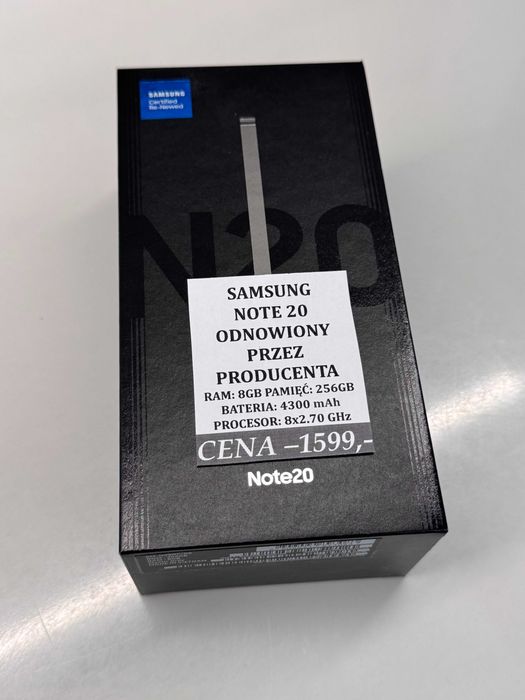 SAMSUNG
Certified
Re-Newed
N20
SAMSUNG
NOTE 20
ODNOWIONY
PRZEZ
PRODUCENTA
RAM: 8GB PAMIĘĆ: 256GB
BATERIA: 4300 mAh
PROCESOR: 8x2.70 GHz
CENA –1599,-
Note20